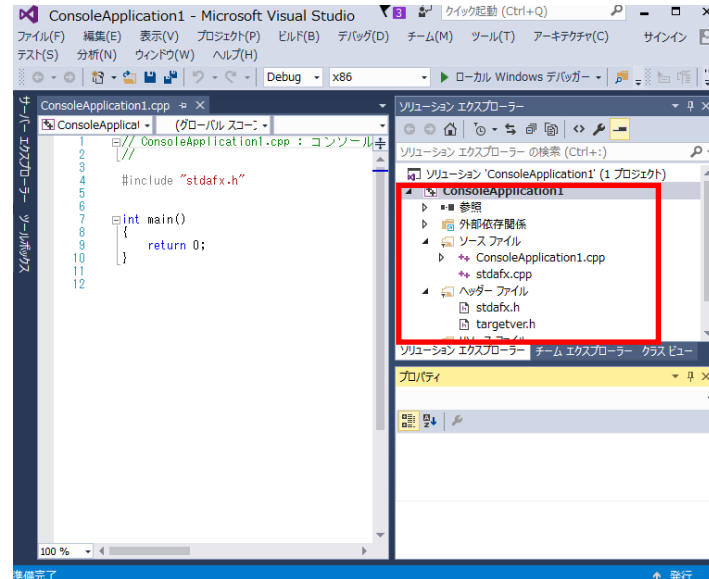 ConsoleApplication1 - Microsoft Visual Studio
3
クイック起動 (Ctrl+Q)
ファイル(F) 編集(E) 表示(V) プロジェクト(P) ビルド(B) デバッグ(D) チーム(M) ツール(T) アーキテクチャ(C) サインイン
テスト(S) 分析(N) ウィンドウ(W) ヘルプ(H)
Debug x86 ローカル Windows デバッガー
サーバー エクスプローラー ツールボックス
ConsoleApplication1.cpp
ConsoleApplicat (グローバル スコープ
1 // ConsoleApplication1.cpp : コンソール
2 //
3
4 #include "stdafx.h"
5
6
7 int main()
8 {
9 return 0;
10 }
11
12
100 %
ソリューション エクスプローラー
ソリューション エクスプローラー の検索 (Ctrl+:)
ソリューション 'ConsoleApplication1' (1 プロジェクト)
ConsoleApplication1
参照
外部依存関係
ソース ファイル
ConsoleApplication1.cpp
stdafx.cpp
ヘッダー ファイル
stdafx.h
targetver.h
リソース ファイル
ソリューション エクスプローラー チーム エクスプローラー クラス ビュー
プロパティ
準備完了
発行